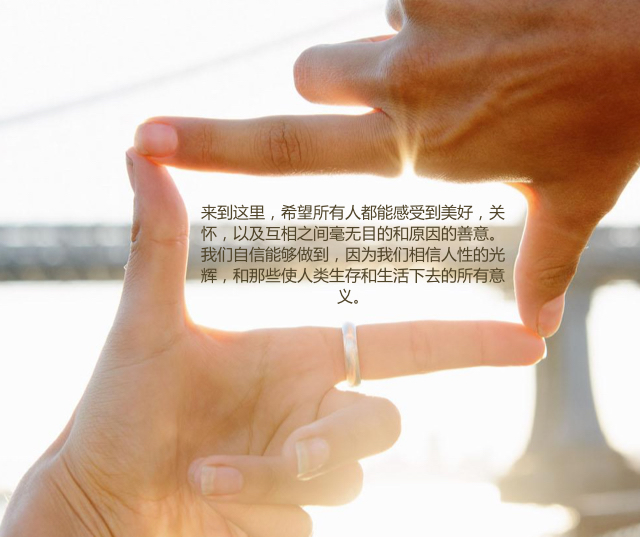 来到这里，希望所有人都能感受到美好，关
怀，以及互相之间毫无目的和原因的善意。
我们自信能够做到，因为我们相信人性的光
辉，和那些使人类生存和生活下去的所有意
义。